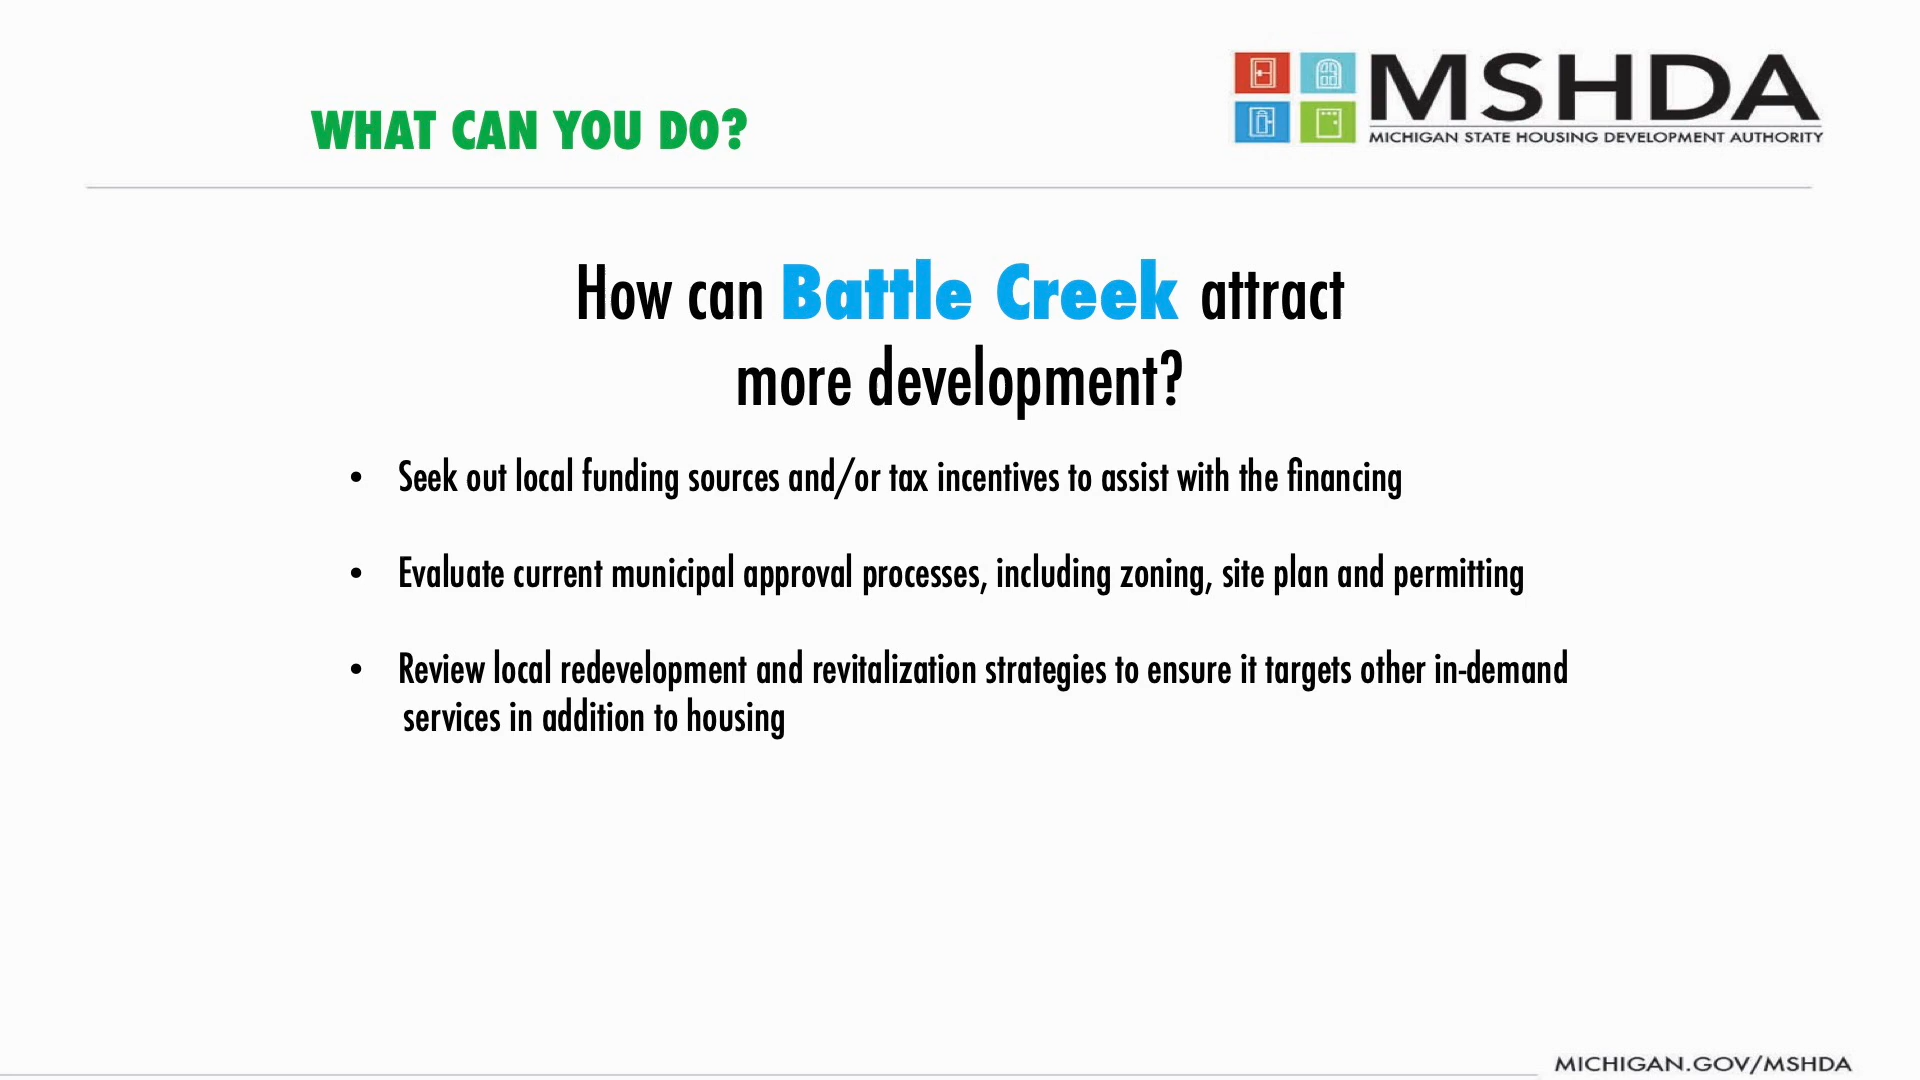 WHAT CAN YOU DO?
MSHDA
MICHIGAN STATE HOUSING DEVELOPMENT AUTHORITY
How can Battle Creek attract
more development?
• Seek out local funding sources and/or tax incentives to assist with the financing
• Evaluate current municipal approval processes, including zoning, site plan and permitting
• Review local redevelopment and revitalization strategies to ensure it targets other in-demand
services in addition to housing
MICHIGAN.GOV/MSHDA